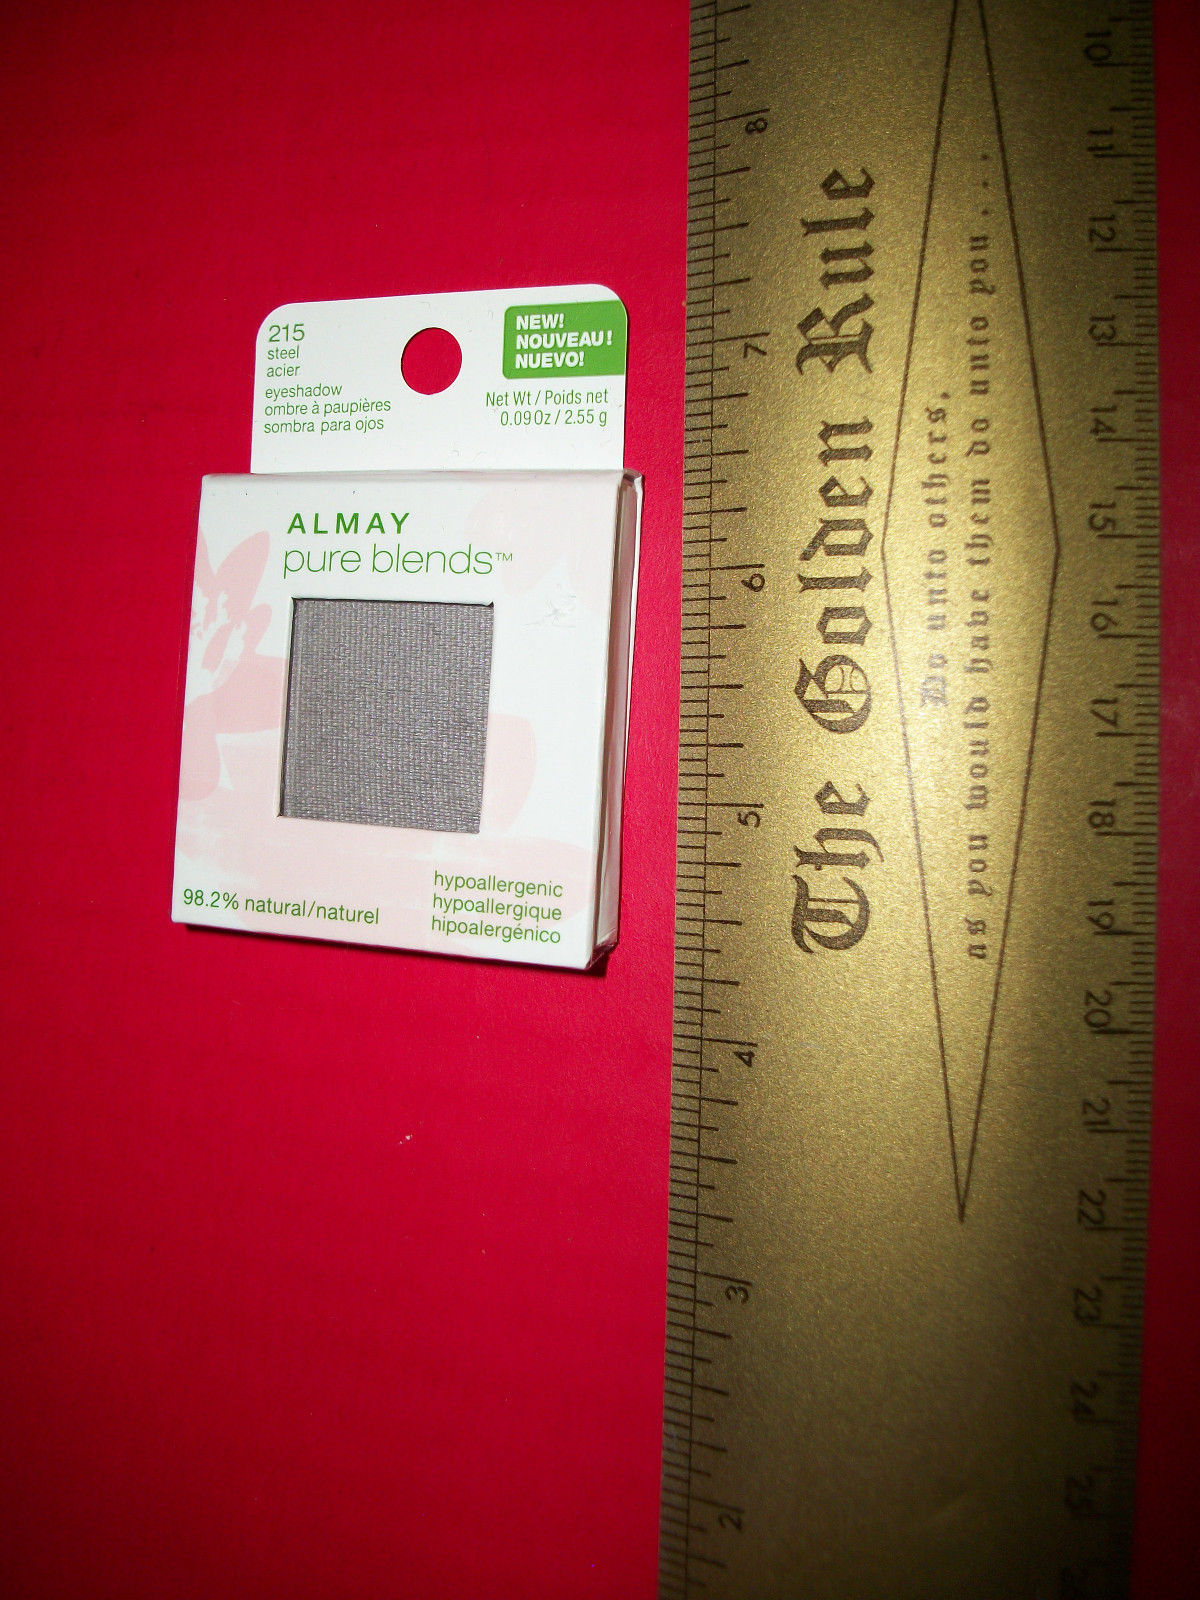 215
steel
acier
eyeshadow
ombre à paupières
sombra para ojos
NEW!
NOUVEAU!
NUEVO!
Net Wt / Poids net
0.09 Oz / 2.55 g
ALMAY
pure blends™
98.2% natural/naturel
hypoallergenic
hypoallergique
hipoalergénico
The Golden Rule
Do unto others,
as you would have them do unto you . . . .
8
7
6
5
4
3
2
10
11
12
13
14
15
16
17
18
19
20
21
22
23
24
25